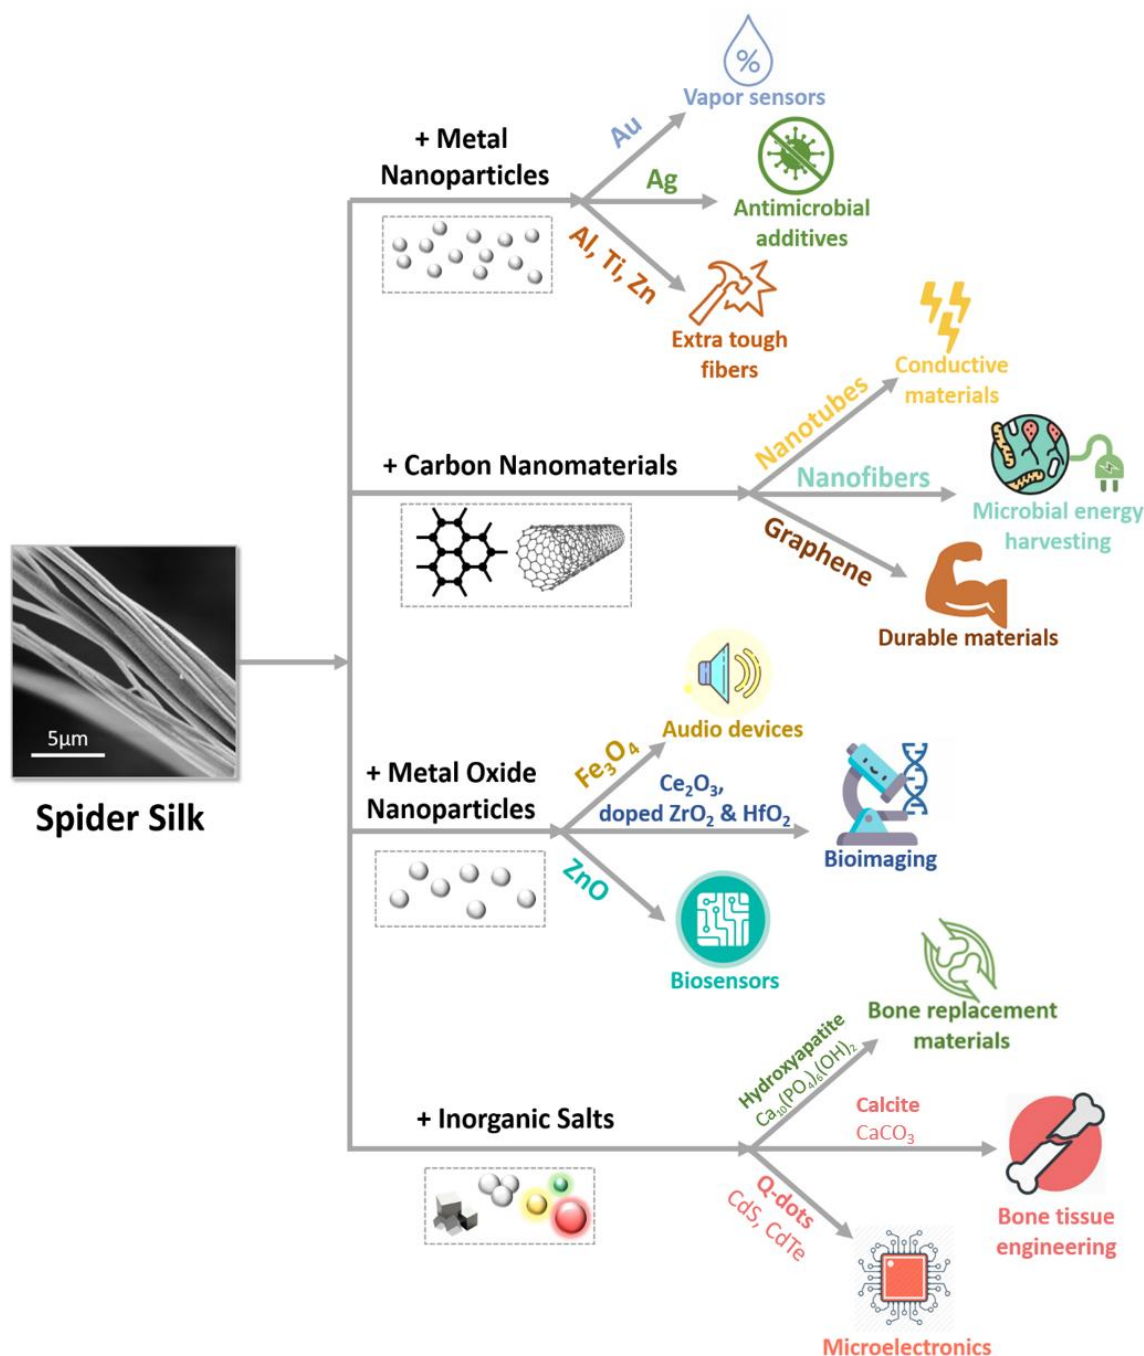 %
Vapor sensors
+ Metal
Nanoparticles
Au
Ag
Antimicrobial
additives
Al, Ti, Zn
Extra tough
fibers
Conductive
materials
Nanotubes
+ Carbon Nanomaterials
Nanofibers
Microbial energy
harvesting
Graphene
Durable materials
5μm
Spider Silk
Audio devices
+ Metal Oxide
Nanoparticles
Fe₃O₄
Ce₂O₃,
doped ZrO₂ & HfO₂
Bioimaging
ZnO
Biosensors
Bone replacement
materials
Hydroxyapatite
Ca₁₀(PO₄)₆(OH)₂
+ Inorganic Salts
Calcite
CaCO₃
Q-dots
CdS, CdTe
Bone tissue
engineering
Microelectronics